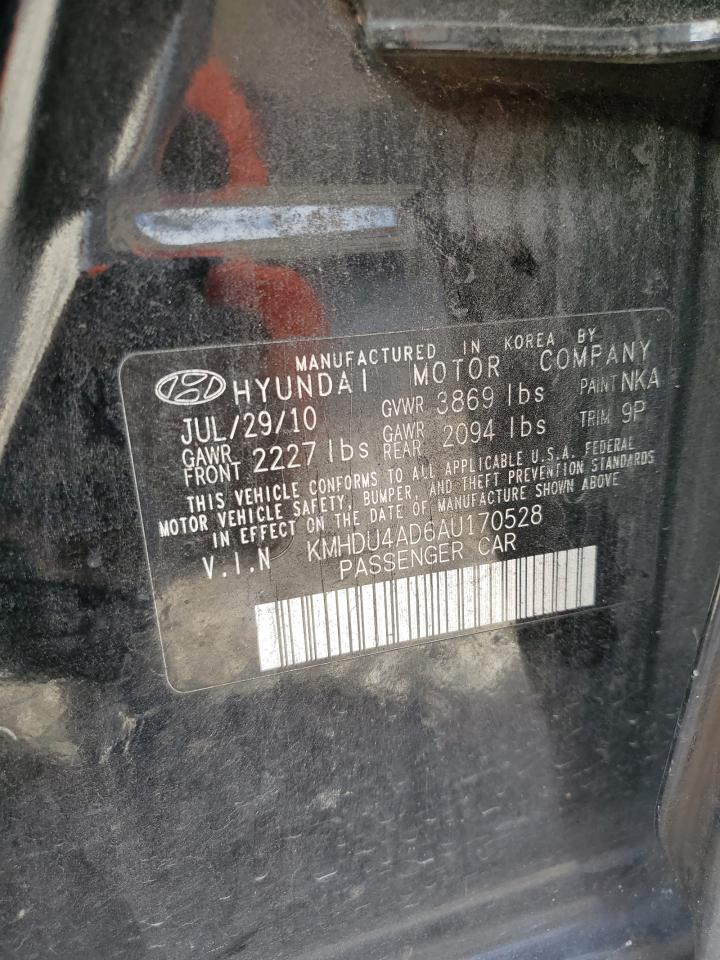 MANUFACTURED IN KOREA BY
HYUNDAI MOTOR COMPANY
JUL/29/10 GVWR 3869 lbs PAINT NKA
GAWR FRONT 2227 lbs GAWR REAR 2094 lbs TRIM 9P
THIS VEHICLE CONFORMS TO ALL APPLICABLE U.S.A. FEDERAL
MOTOR VEHICLE SAFETY, BUMPER, AND THEFT PREVENTION STANDARDS
IN EFFECT ON THE DATE OF MANUFACTURE SHOWN ABOVE
V.I.N KMHDU4AD6AU170528
PASSENGER CAR